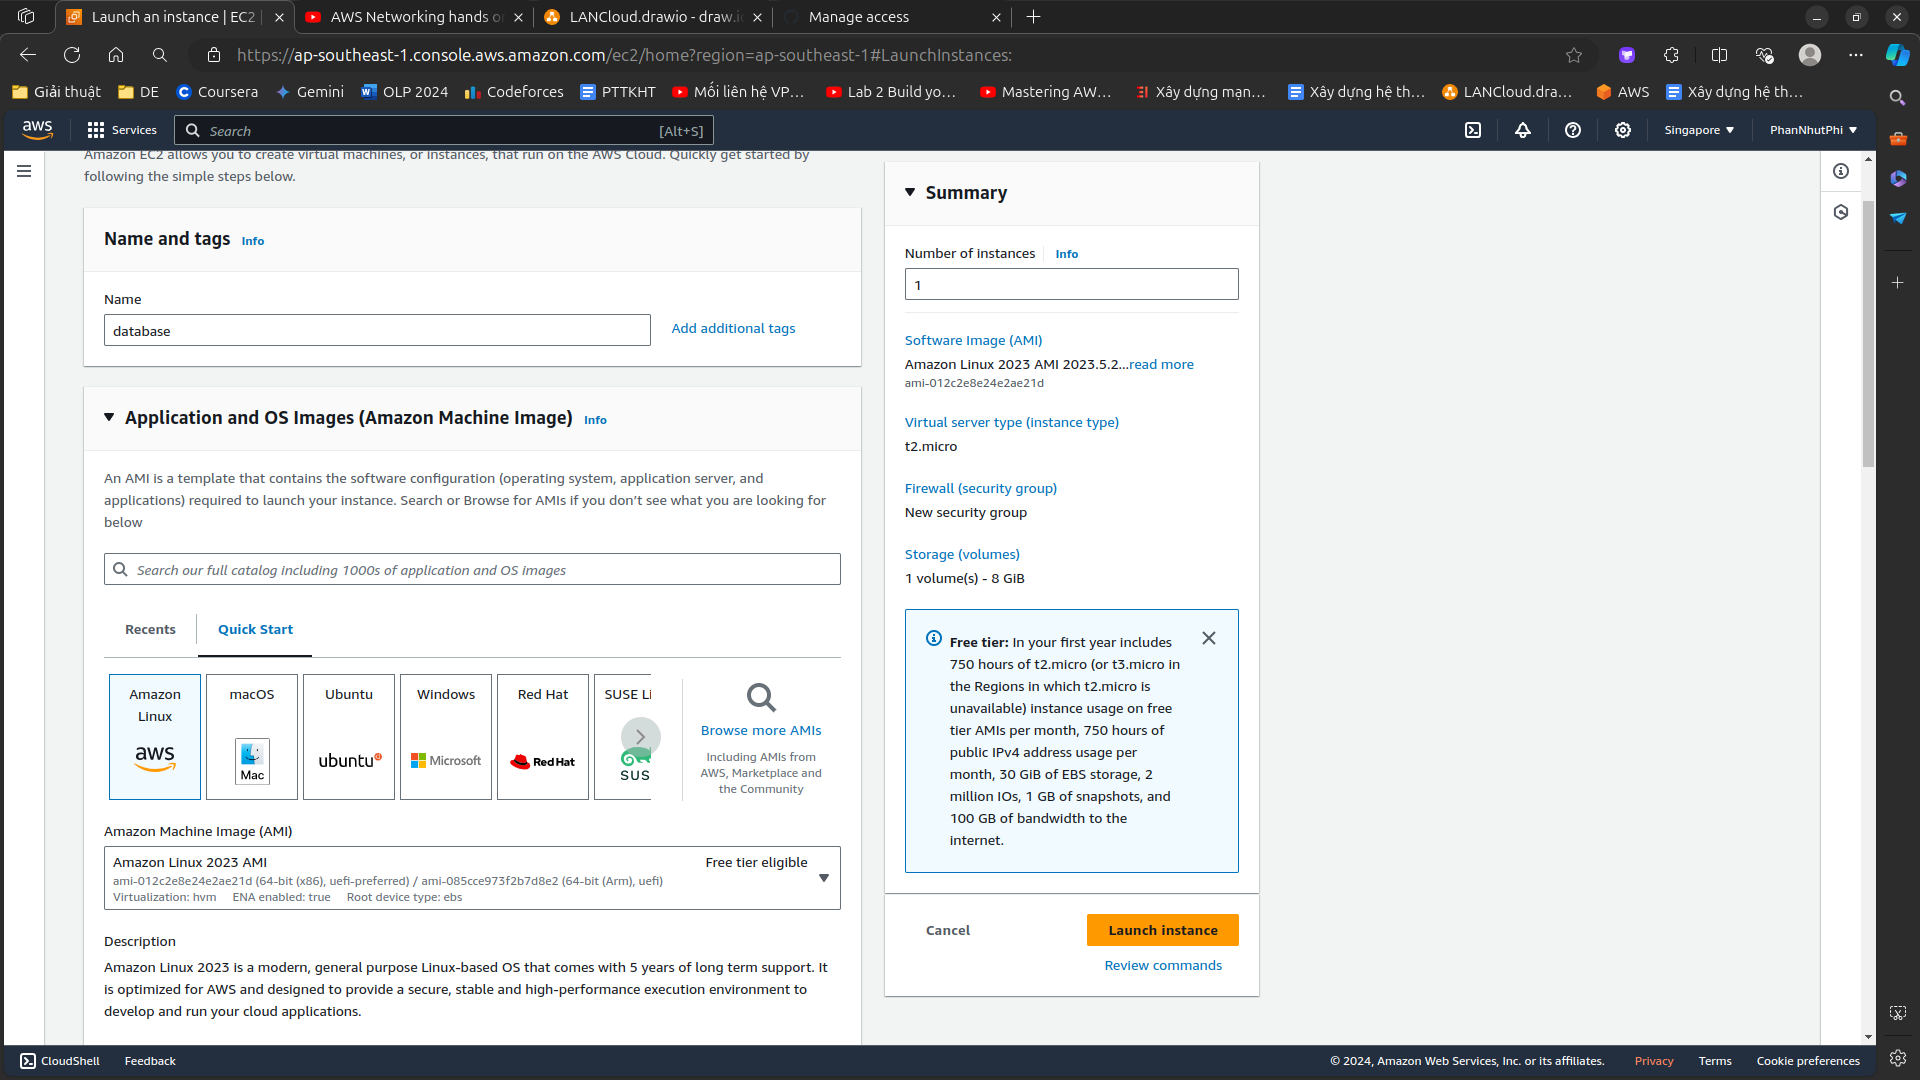 Launch an instance | EC2 |
AWS Networking hands o
LANCloud.drawio - draw.i
Manage access
https://ap-southeast-1.console.aws.amazon.com/ec2/home?region=ap-southeast-1#LaunchInstances:
Giải thuật
DE
Coursera
Gemini
OLP 2024
Codeforces
PTTKHT
Mối liên hệ VP...
Lab 2 Build yo...
Mastering AW...
Xây dựng mạn...
Xây dựng hệ th...
LANCloud.dra...
AWS
Xây dựng hệ th...
aws
Services
Search
[Alt+S]
Singapore
PhanNhutPhi
Amazon EC2 allows you to create virtual machines, or instances, that run on the AWS Cloud. Quickly get started by
following the simple steps below.
Name and tags Info
Name
database
Add additional tags
Application and OS Images (Amazon Machine Image) Info
An AMI is a template that contains the software configuration (operating system, application server, and
applications) required to launch your instance. Search or Browse for AMIs if you don't see what you are looking for
below
Search our full catalog including 1000s of application and OS images
Recents
Quick Start
Amazon
Linux
aws
macOS
Mac
Ubuntu
ubuntu
Windows
Microsoft
Red Hat
Red Hat
SUSE Li
SUS
Browse more AMIs
Including AMIs from
AWS, Marketplace and
the Community
Amazon Machine Image (AMI)
Amazon Linux 2023 AMI
Free tier eligible
ami-012c2e8e24e2ae21d (64-bit (x86), uefi-preferred) / ami-085cce973f2b7d8e2 (64-bit (Arm), uefi)
Virtualization: hvm ENA enabled: true Root device type: ebs
Description
Amazon Linux 2023 is a modern, general purpose Linux-based OS that comes with 5 years of long term support. It
is optimized for AWS and designed to provide a secure, stable and high-performance execution environment to
develop and run your cloud applications.
Summary
Number of instances Info
1
Software Image (AMI)
Amazon Linux 2023 AMI 2023.5.2...read more
ami-012c2e8e24e2ae21d
Virtual server type (instance type)
t2.micro
Firewall (security group)
New security group
Storage (volumes)
1 volume(s) - 8 GiB
Free tier: In your first year includes
750 hours of t2.micro (or t3.micro in
the Regions in which t2.micro is
unavailable) instance usage on free
tier AMIs per month, 750 hours of
public IPv4 address usage per
month, 30 GiB of EBS storage, 2
million IOs, 1 GB of snapshots, and
100 GB of bandwidth to the
internet.
Cancel
Launch instance
Review commands
CloudShell
Feedback
© 2024, Amazon Web Services, Inc. or its affiliates.
Privacy
Terms
Cookie preferences